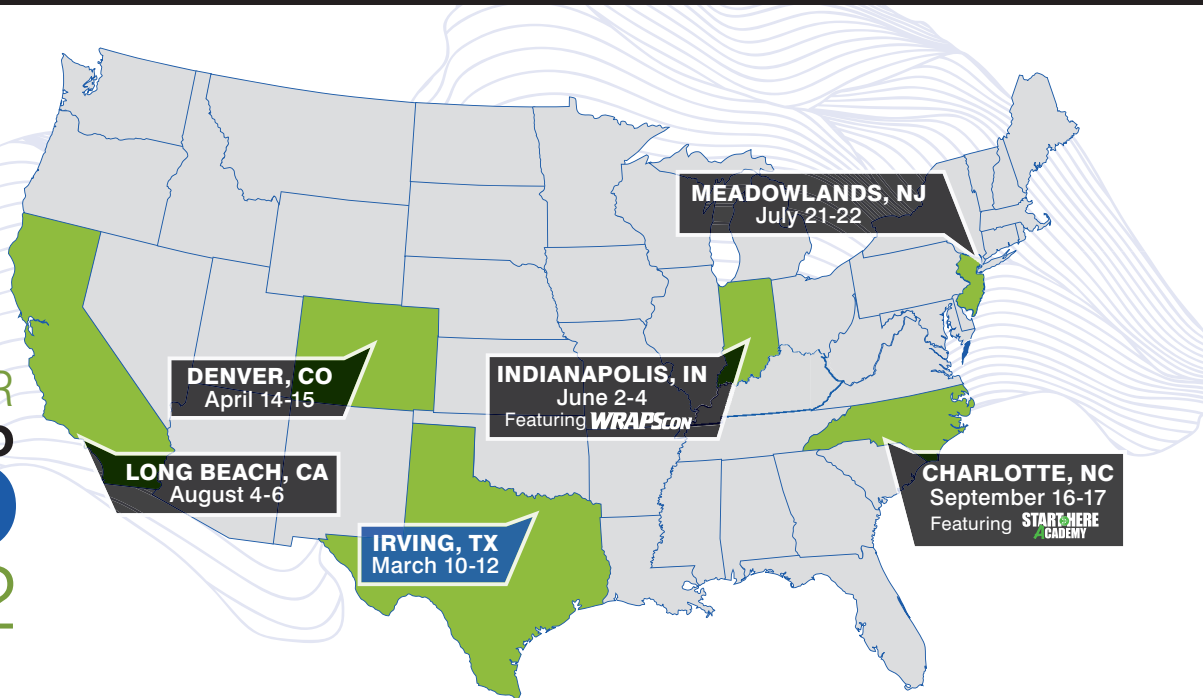 MEADOWLANDS, NJ
July 21-22
DENVER, CO
April 14-15
INDIANAPOLIS, IN
June 2-4
Featuring WRAPSCON
LONG BEACH, CA
August 4-6
CHARLOTTE, NC
September 16-17
Featuring START HERE
ACADEMY
IRVING, TX
March 10-12
R